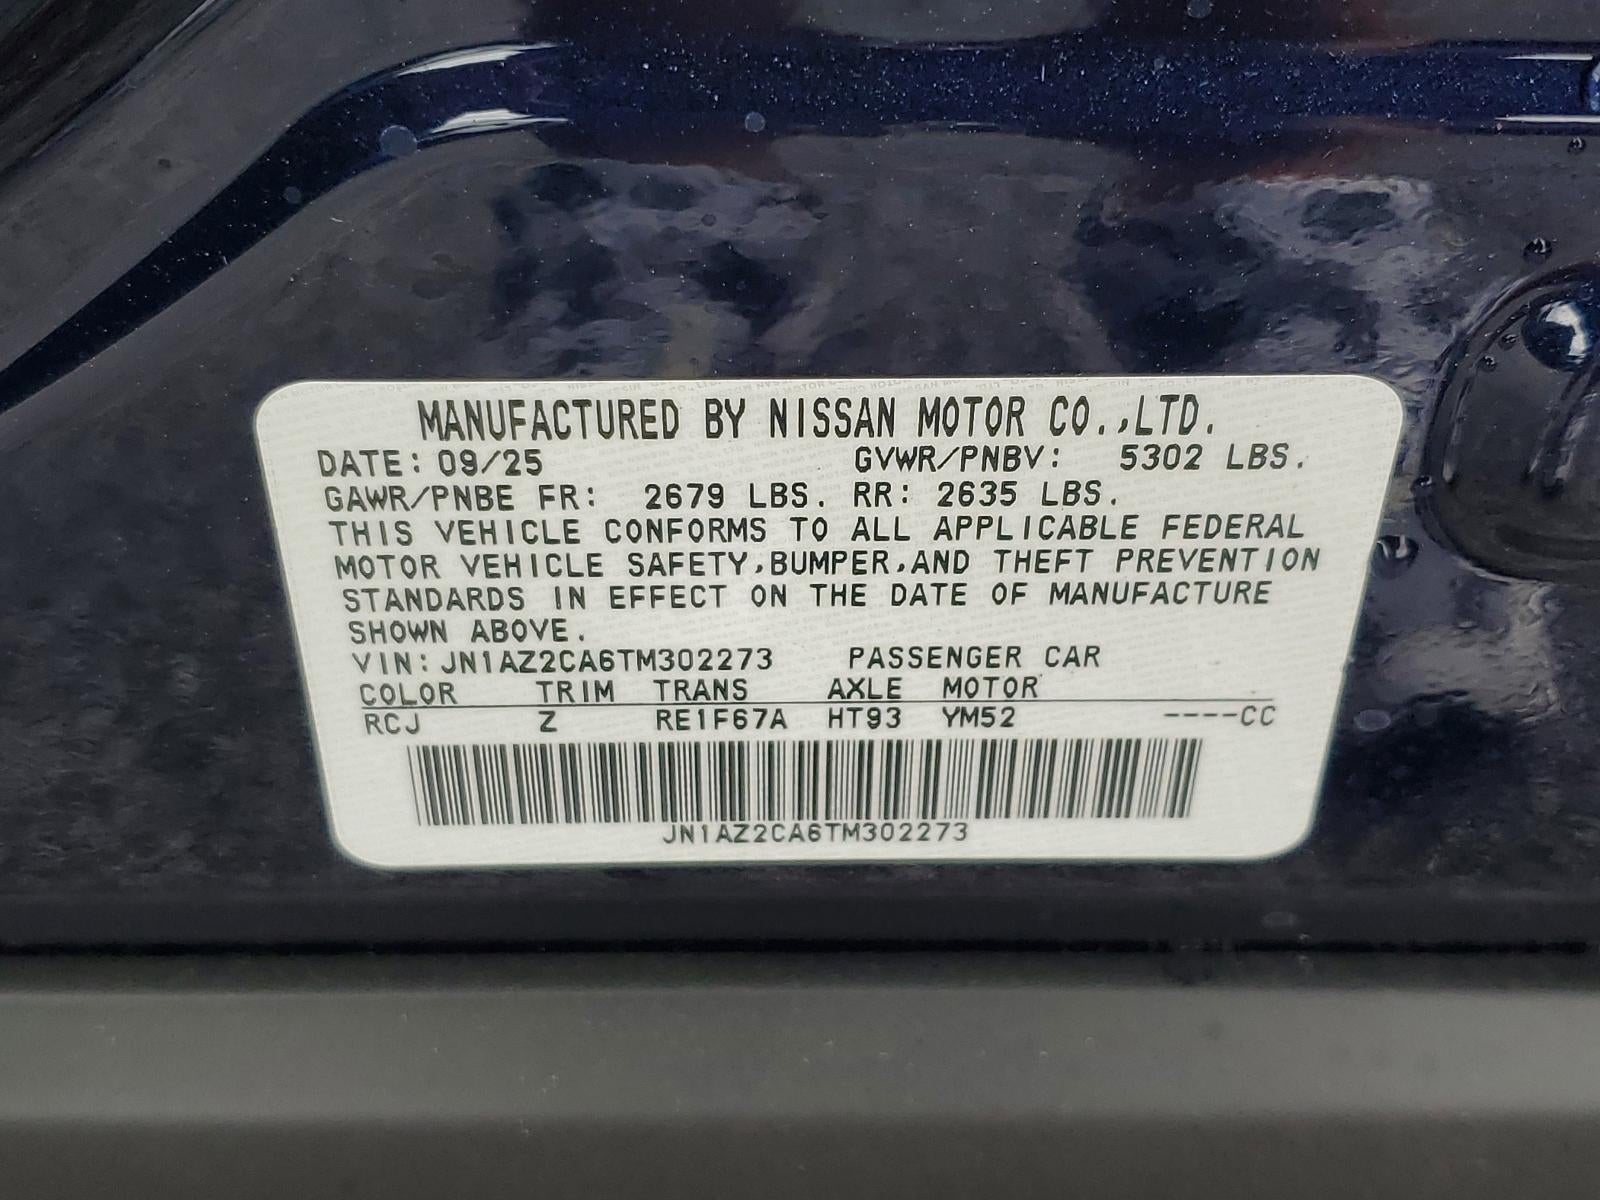 MANUFACTURED BY NISSAN MOTOR CO.,LTD.
DATE: 09/25 GVWR/PNBV: 5302 LBS.
GAWR/PNBE FR: 2679 LBS. RR: 2635 LBS.
THIS VEHICLE CONFORMS TO ALL APPLICABLE FEDERAL
MOTOR VEHICLE SAFETY,BUMPER,AND THEFT PREVENTION
STANDARDS IN EFFECT ON THE DATE OF MANUFACTURE
SHOWN ABOVE.
VIN: JN1AZ2CA6TM302273 PASSENGER CAR
COLOR TRIM TRANS AXLE MOTOR
RCJ Z RE1F67A HT93 YM52 ----CC
JN1AZ2CA6TM302273